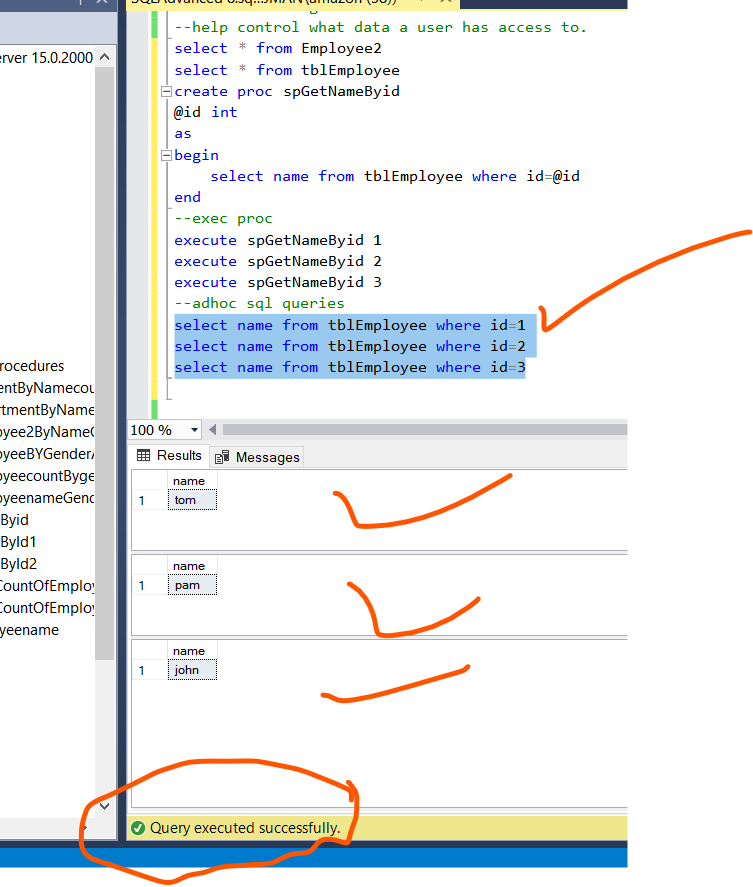 SQLAdvanced
--help control what data a user has access to.
select * from Employee2
select * from tblEmployee
create proc spGetNameByid
@id int
as
begin
select name from tblEmployee where id=@id
end
--exec proc
execute spGetNameByid 1
execute spGetNameByid 2
execute spGetNameByid 3
--adhoc sql queries
select name from tblEmployee where id=1
select name from tblEmployee where id=2
select name from tblEmployee where id=3
erver 15.0.2000
rocedures
entByNamecou
rtmentByName
oyee2ByName
oyeeBYGender
oyeecountByge
oyeenameGend
Byid
ById1
ById2
CountOfEmploy
CountOfEmploy
yeename
100 %
Results
Messages
name
1 tom
name
1 pam
name
1 john
Query executed successfully.